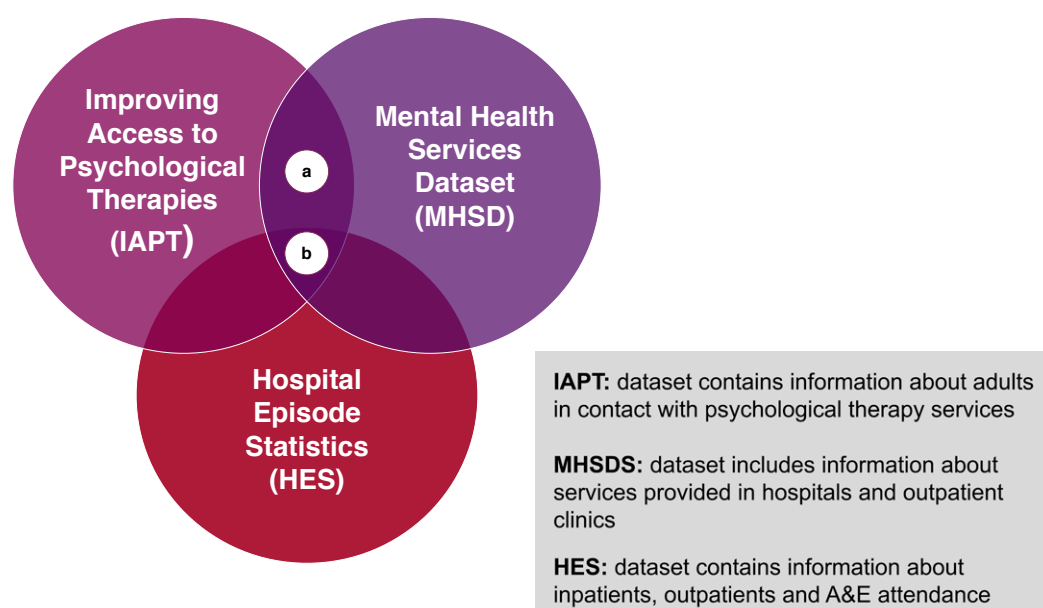 Improving
Access to
Psychological
Therapies
(IAPT)
Mental Health
Services
Dataset
(MHSD)
a
b
Hospital
Episode
Statistics
(HES)
IAPT: dataset contains information about adults
in contact with psychological therapy services
MHSDS: dataset includes information about
services provided in hospitals and outpatient
clinics
HES: dataset contains information about
inpatients, outpatients and A&E attendance